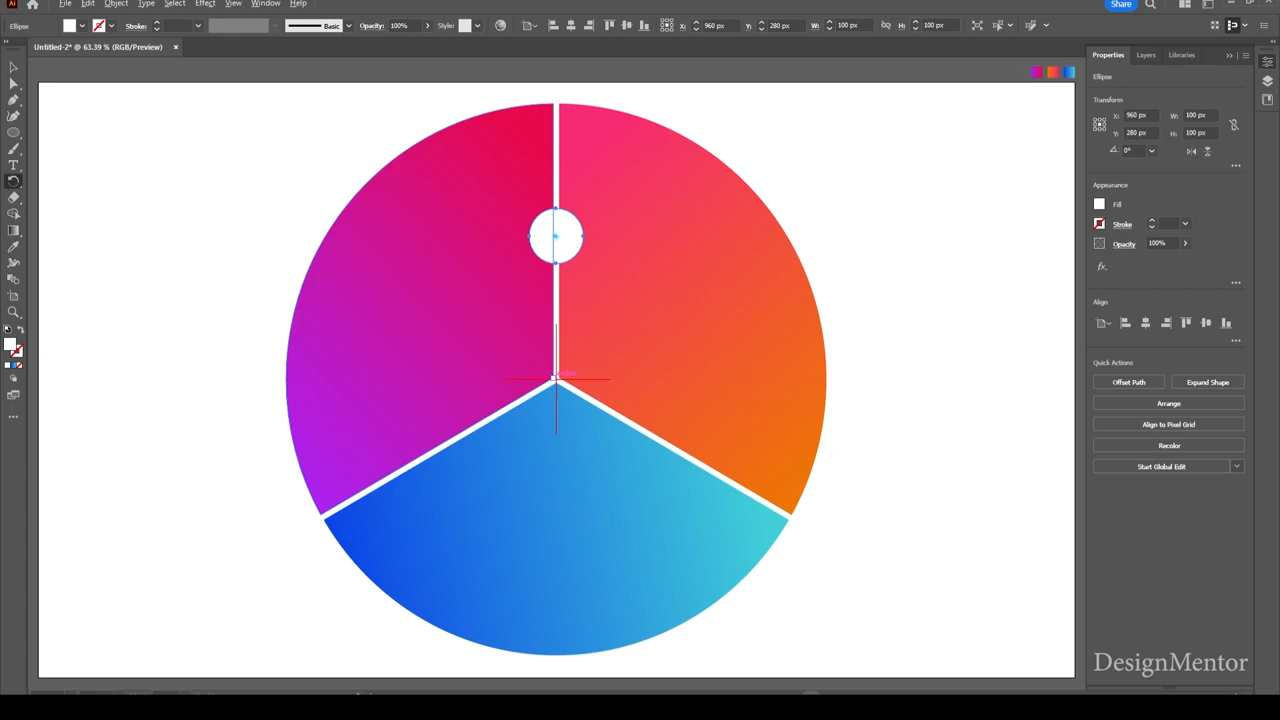 Ai File Edit Object Type Select Effect View Window Help Share
Ellipse Stroke: Basic Opacity: 100% Style: X: 960 px Y: 280 px W: 100 px H: 100 px
Untitled-2* @ 63.39 % (RGB/Preview) ×
Properties Layers Libraries
Ellipse
Transform
X: 960 px W: 100 px
Y: 280 px H: 100 px
0°
Appearance
Fill
Stroke
Opacity 100%
fx.
Align
Quick Actions
Offset Path Expand Shape
Arrange
Align to Pixel Grid
Recolor
Start Global Edit
DesignMentor